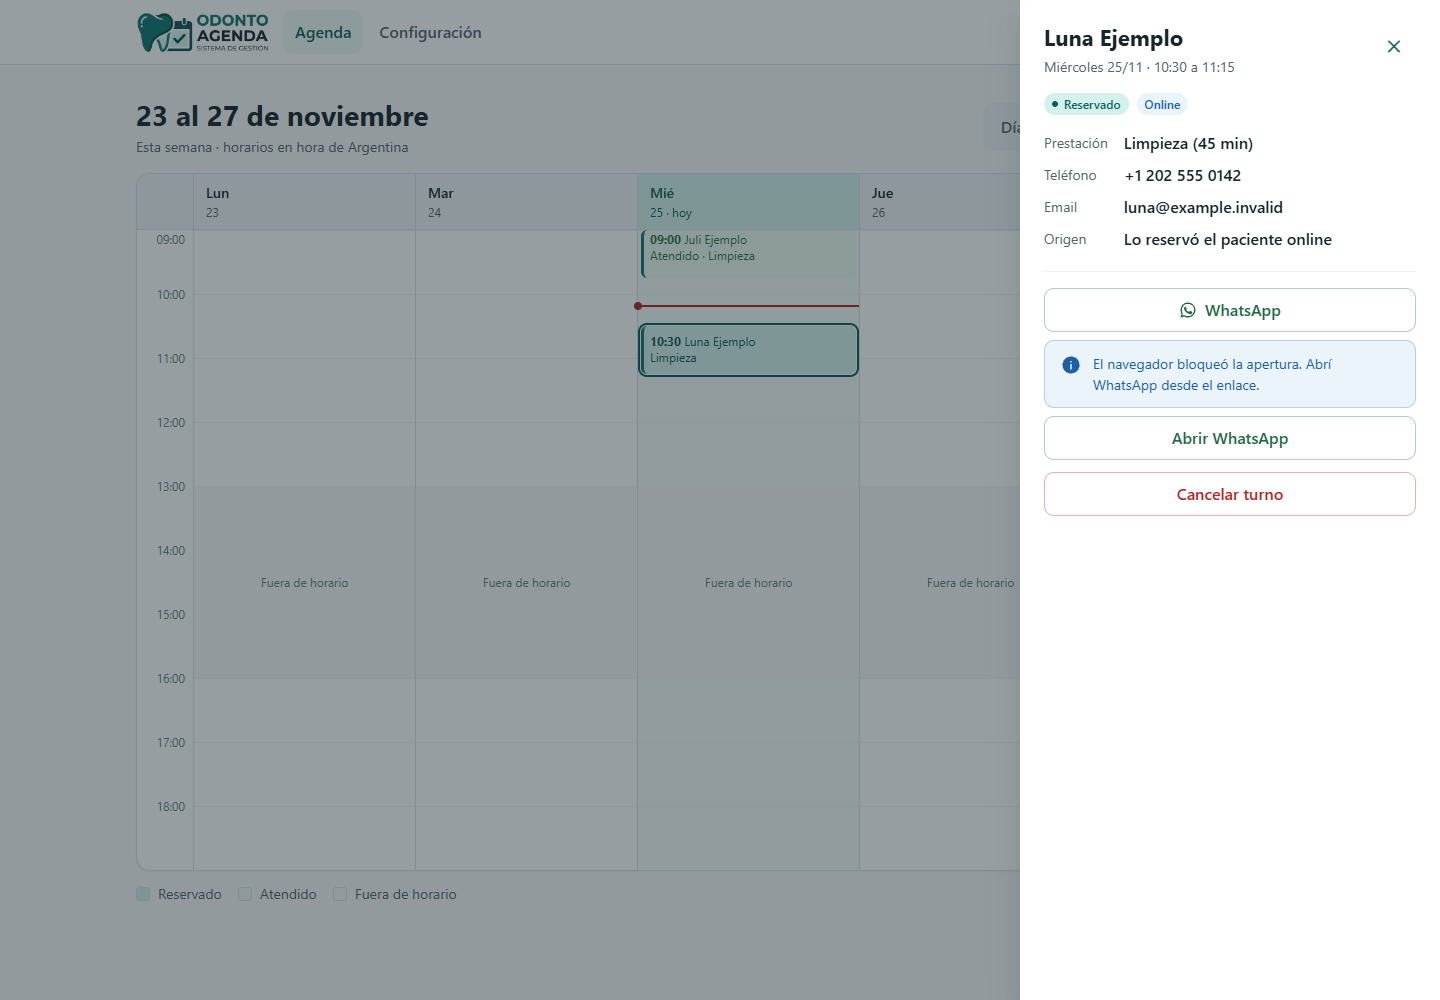 ODONTO
AGENDA
SISTEMA DE GESTIÓN
Agenda
Configuración
23 al 27 de noviembre
Esta semana · horarios en hora de Argentina
Lun
23
Mar
24
Mié
25 · hoy
Jue
26
09:00
10:00
11:00
12:00
13:00
14:00
15:00
16:00
17:00
18:00
09:00 Juli Ejemplo
Atendido · Limpieza
10:30 Luna Ejemplo
Limpieza
Fuera de horario
Fuera de horario
Fuera de horario
Fuera de horario
Reservado
Atendido
Fuera de horario
Luna Ejemplo
Miércoles 25/11 · 10:30 a 11:15
Reservado
Online
Prestación Limpieza (45 min)
Teléfono +1 202 555 0142
Email luna@example.invalid
Origen Lo reservó el paciente online
WhatsApp
El navegador bloqueó la apertura. Abrí
WhatsApp desde el enlace.
Abrir WhatsApp
Cancelar turno